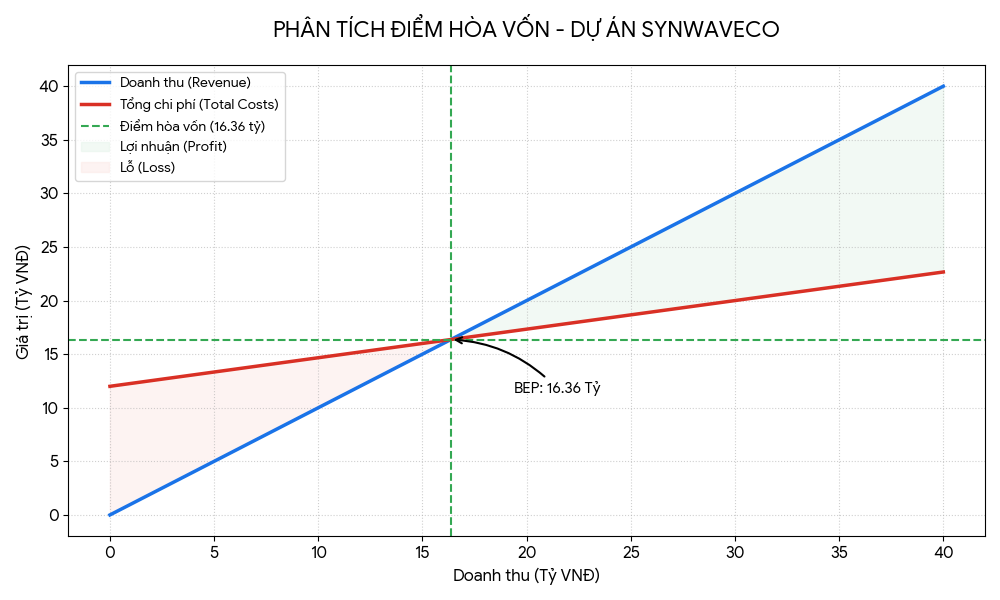 PHÂN TÍCH ĐIỂM HÒA VỐN - DỰ ÁN SYNWAVECO
Doanh thu (Revenue)
Tổng chi phí (Total Costs)
Điểm hòa vốn (16.36 tỷ)
Lợi nhuận (Profit)
Lỗ (Loss)
Giá trị (Tỷ VNĐ)
40
35
30
25
20
15
10
5
0
BEP: 16.36 Tỷ
0 5 10 15 20 25 30 35 40
Doanh thu (Tỷ VNĐ)